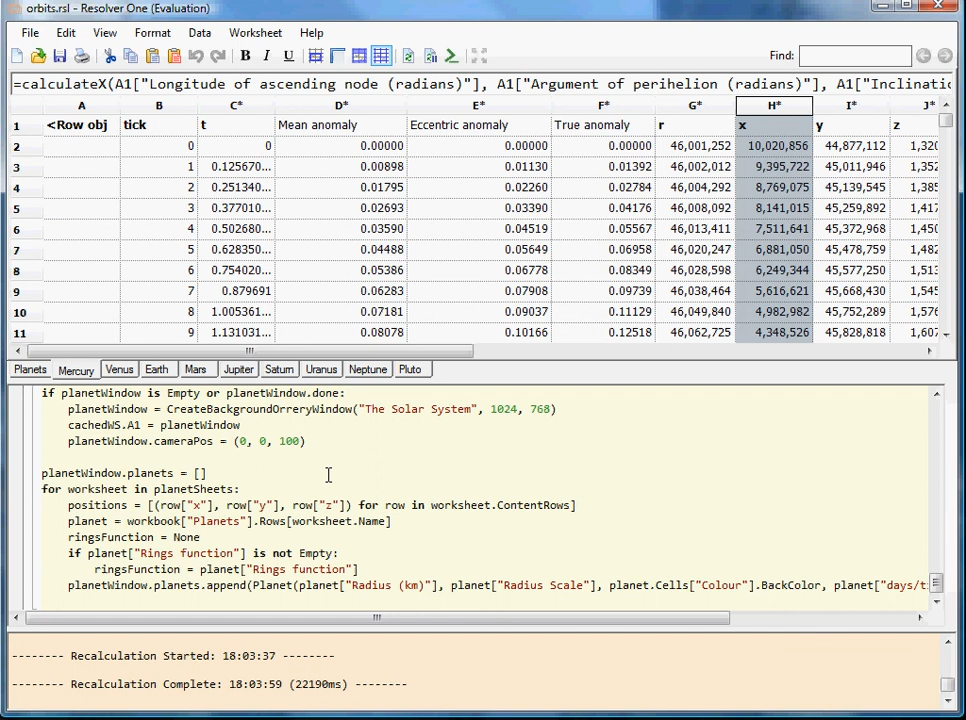 orbits.rsl* - Resolver One (Evaluation)
File Edit View Format Data Worksheet Help
B I U Find:
=calculateX(A1["Longitude of ascending node (radians)"], A1["Argument of perihelion (radians)"], A1["Inclinatio
A B C* D* E* F* G* H* I* J*
1 <Row obj tick t Mean anomaly Eccentric anomaly True anomaly r x y z
2 0 0 0.00000 0.00000 0.00000 46,001,252 10,020,856 44,877,112 1,320
3 1 0.125670... 0.00898 0.01130 0.01392 46,002,012 9,395,722 45,011,946 1,352
4 2 0.251340... 0.01795 0.02260 0.02784 46,004,292 8,769,075 45,139,545 1,385
5 3 0.377010... 0.02693 0.03390 0.04176 46,008,092 8,141,015 45,259,892 1,417
6 4 0.502680... 0.03590 0.04519 0.05567 46,013,411 7,511,641 45,372,968 1,450
7 5 0.628350... 0.04488 0.05649 0.06958 46,020,247 6,881,050 45,478,759 1,482
8 6 0.754020... 0.05386 0.06778 0.08349 46,028,598 6,249,344 45,577,250 1,513
9 7 0.879691 0.06283 0.07908 0.09739 46,038,464 5,616,621 45,668,430 1,545
10 8 1.005361... 0.07181 0.09037 0.11129 46,049,840 4,982,982 45,752,289 1,576
11 9 1.131031... 0.08078 0.10166 0.12518 46,062,725 4,348,526 45,828,818 1,607
Planets Mercury Venus Earth Mars Jupiter Saturn Uranus Neptune Pluto
if planetWindow is Empty or planetWindow.done:
planetWindow = CreateBackgroundOrreryWindow("The Solar System", 1024, 768)
cachedWS.A1 = planetWindow
planetWindow.cameraPos = (0, 0, 100)
planetWindow.planets = []
for worksheet in planetSheets:
positions = [(row["x"], row["y"], row["z"]) for row in worksheet.ContentRows]
planet = workbook["Planets"].Rows[worksheet.Name]
ringsFunction = None
if planet["Rings function"] is not Empty:
ringsFunction = planet["Rings function"]
planetWindow.planets.append(Planet(planet["Radius (km)"], planet["Radius Scale"], planet.Cells["Colour"].BackColor, planet["days/t
-------- Recalculation Started: 18:03:37 --------
-------- Recalculation Complete: 18:03:59 (22190ms) --------